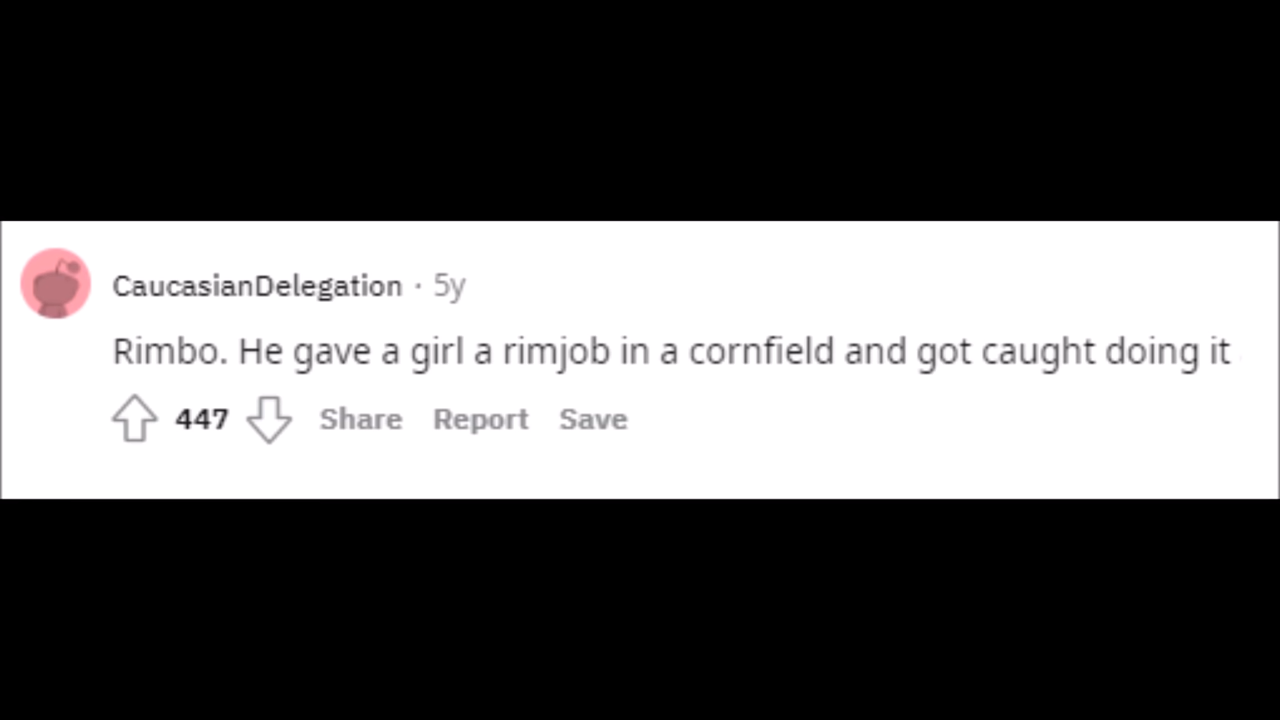 CaucasianDelegation · 5y
Rimbo. He gave a girl a rimjob in a cornfield and got caught doing it
447 Share Report Save